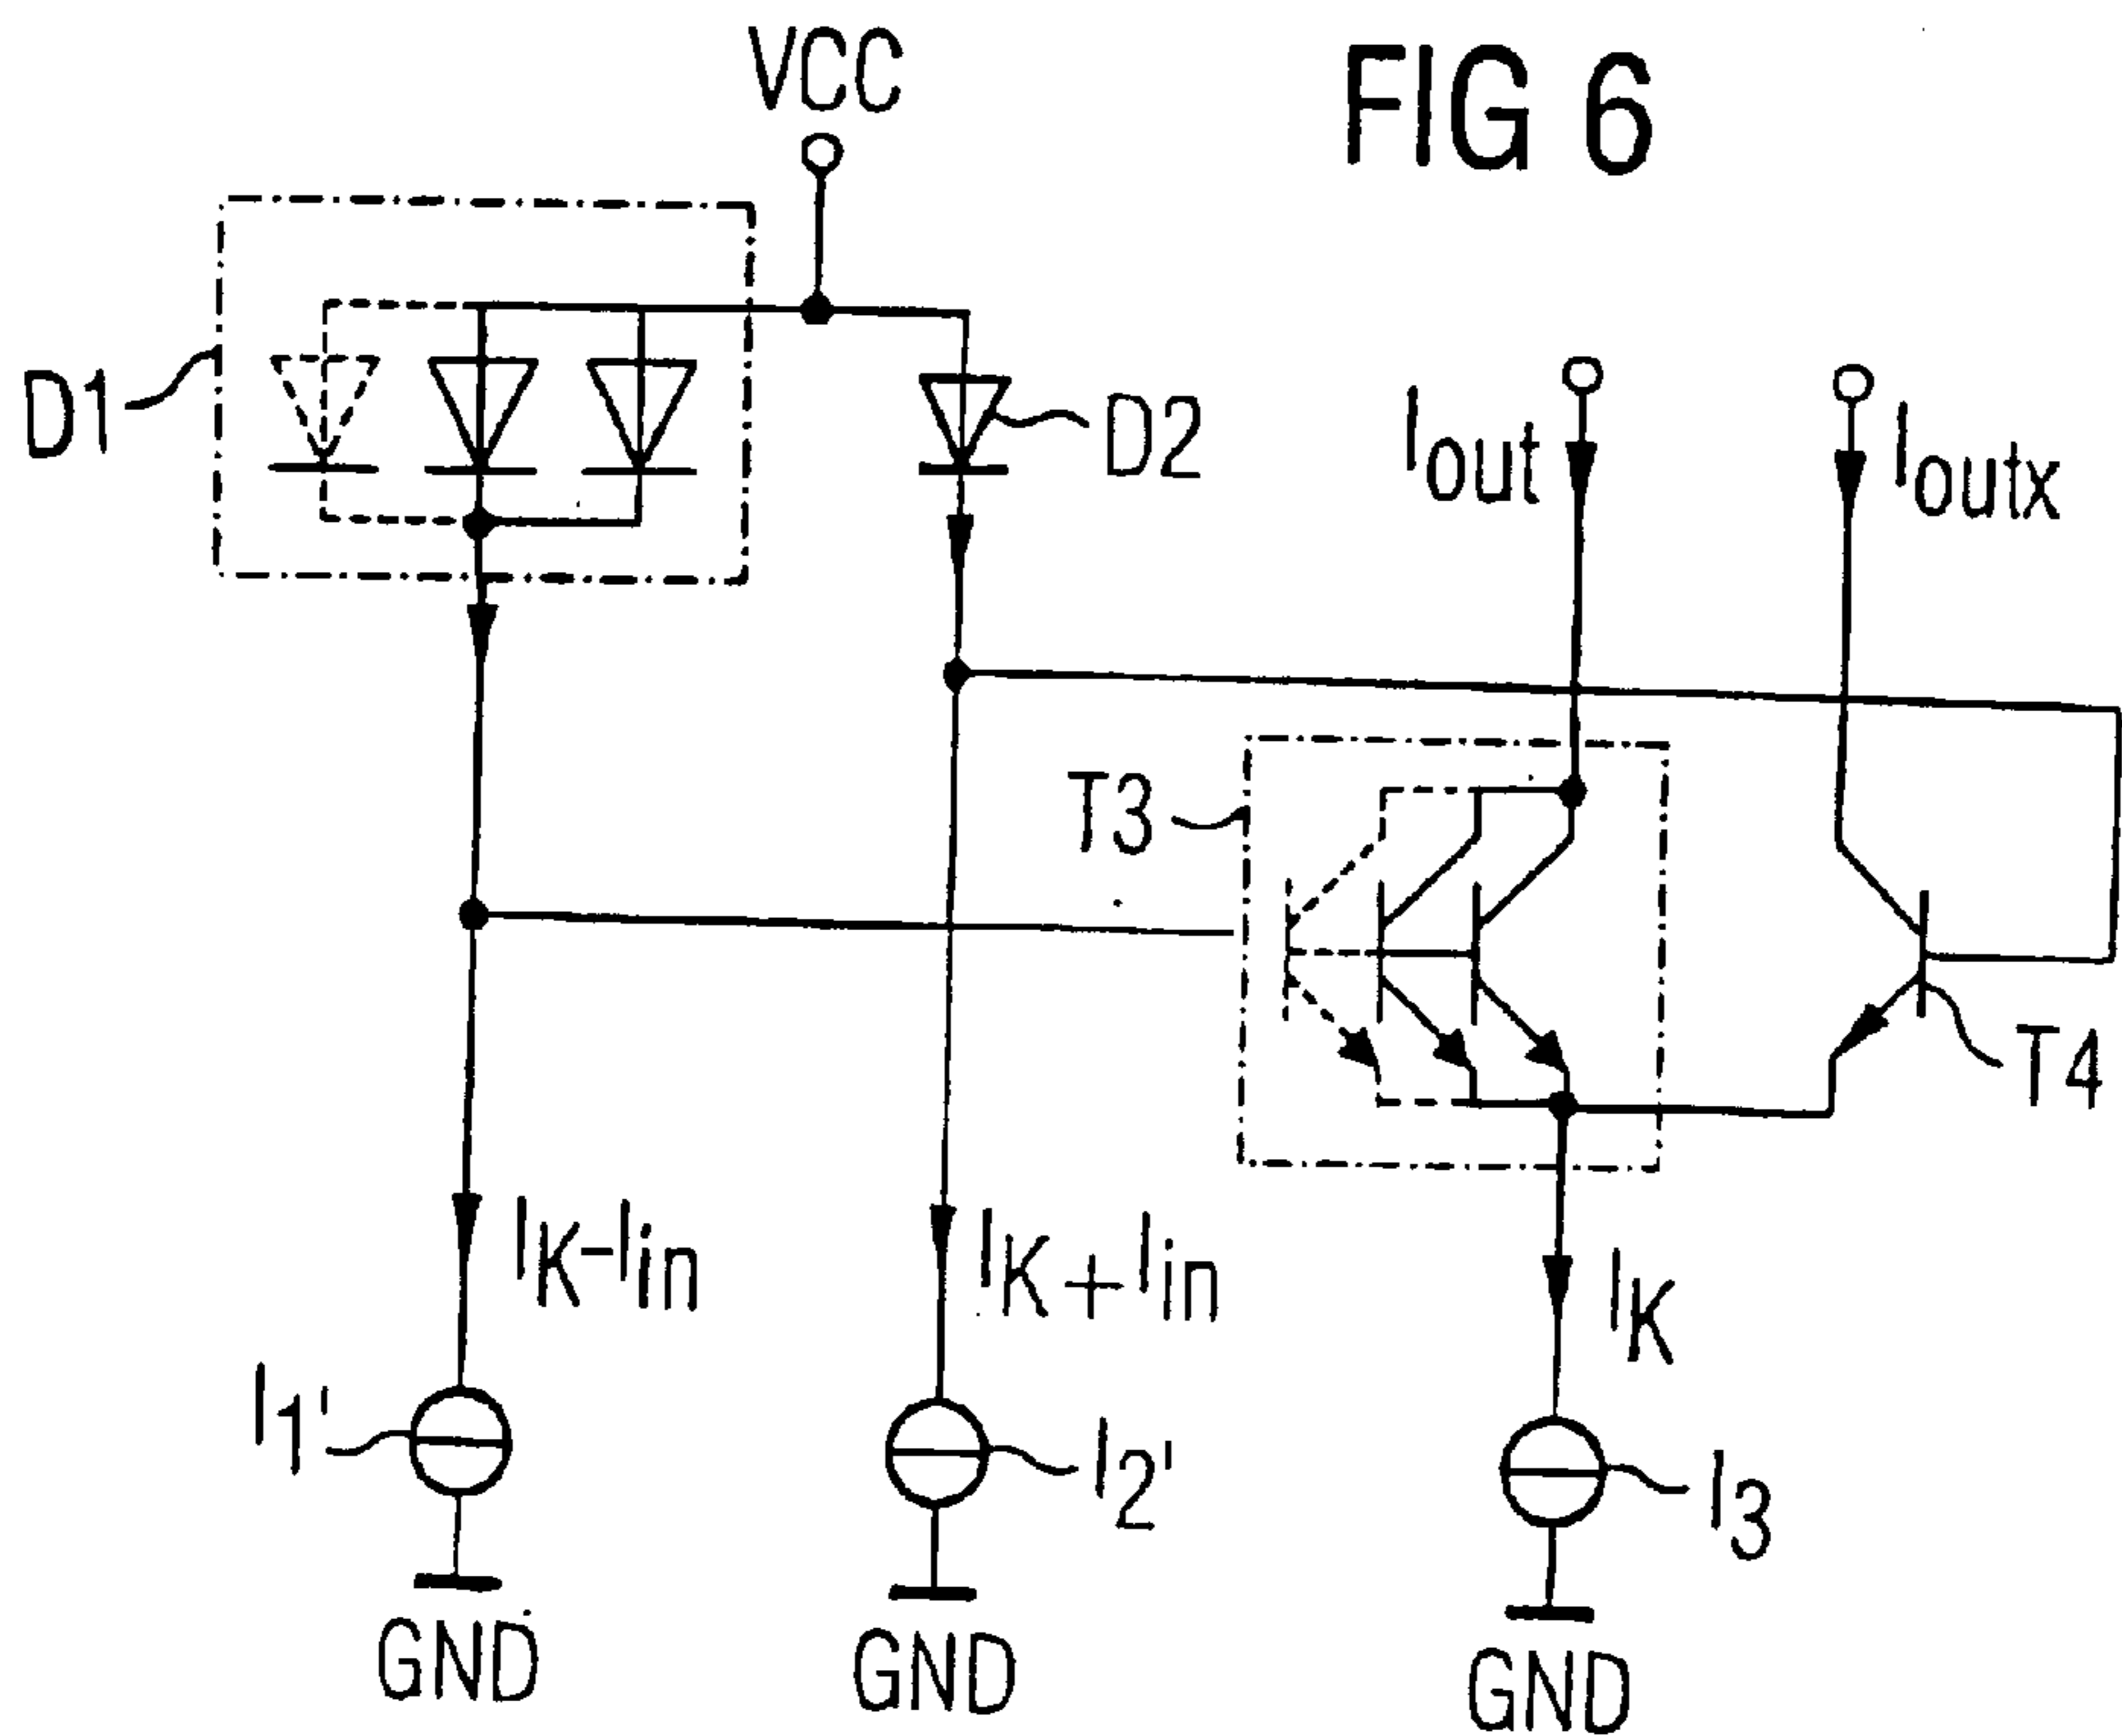 VCC
FIG 6
D1
D2
Iout
Ioutx
T3
T4
IK-Iin
IK+Iin
IK
I1'
I2'
I3
GND
GND
GND